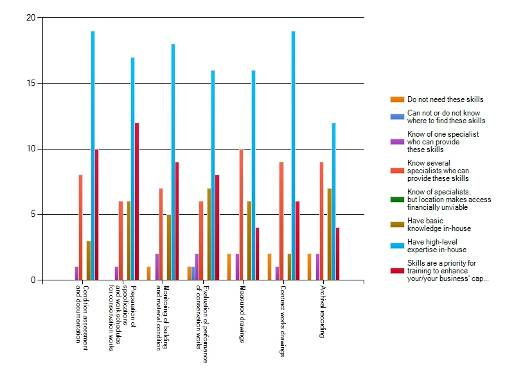 20
15
10
5
0
Condition assessment
and documentation
Preparation of
specifications
and work schedules
for conservation works
Monitoring of building
and material condition
Evaluation of performance
of conservation works
Measured drawings
drawings
Archival recording
Do not need these skills
Can not or do not know
where to find these skills
Know of one specialist
who can provide
these skills
Know several
specialists who can
provide these skills
Know of specialists,
but location makes access
financially unviable
Have basic
knowledge in-house
Have high-level
expertise in-house
Skills are a priority for
training to enhance
your/your business' cap...